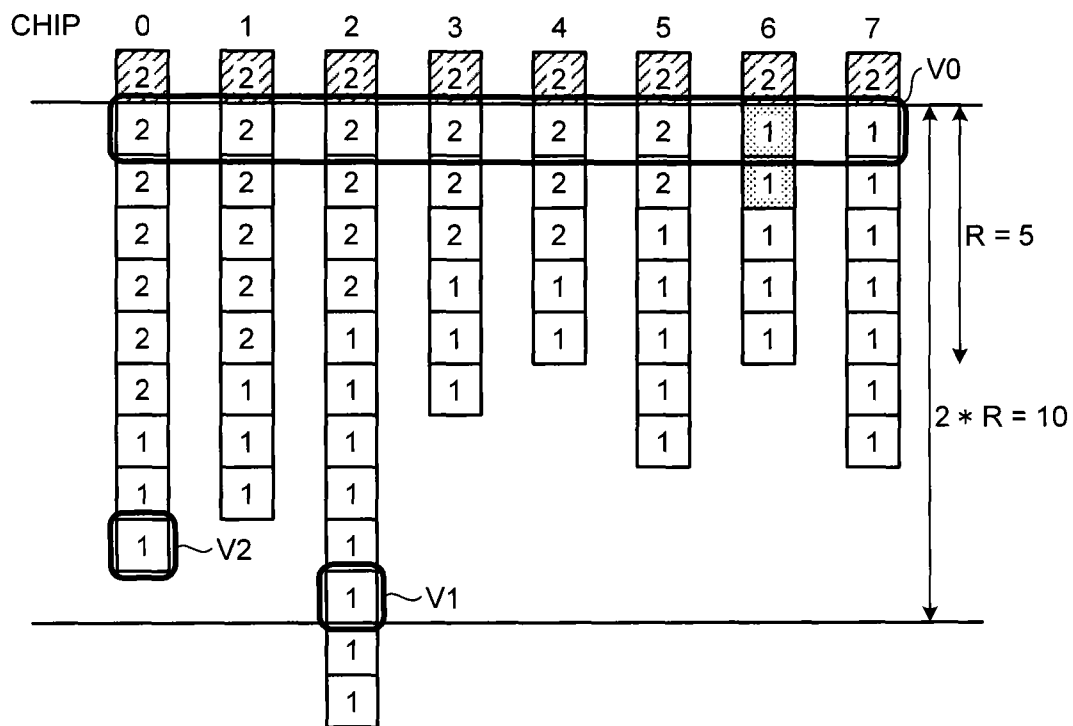 CHIP 0 1 2 3 4 5 6 7
2 2 2 2 2 2 2 2 V0
2 2 2 2 2 2 1 1
2 2 2 2 2 2 1 1
2 2 2 2 2 1 1 1 R = 5
2 2 2 1 1 1 1 1
2 2 1 1 1 1 1 1
2 1 1 1 1 1 2 * R = 10
1 1 1 1 1
1 1 1
1 V2 1
1 V1
1
1